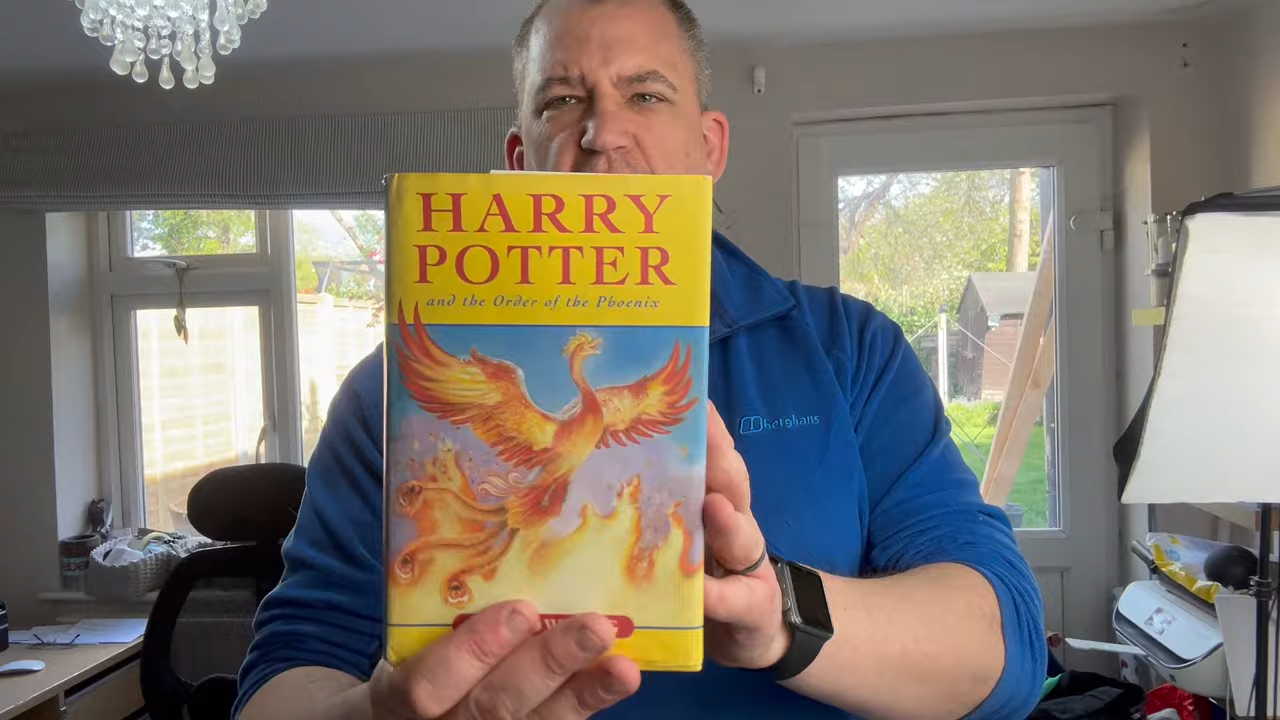 HARRY
POTTER
and the Order of the Phoenix
berghaus